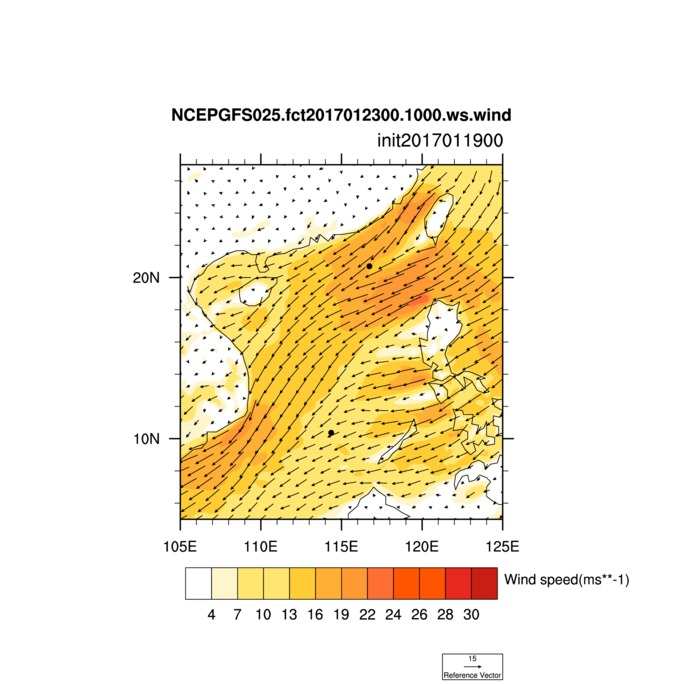 NCEPGFS025.fct2017012300.1000.ws.wind
init2017011900
20N
10N
105E 110E 115E 120E 125E
Wind speed(ms**-1)
4 7 10 13 16 19 22 24 26 28 30
15
Reference Vector